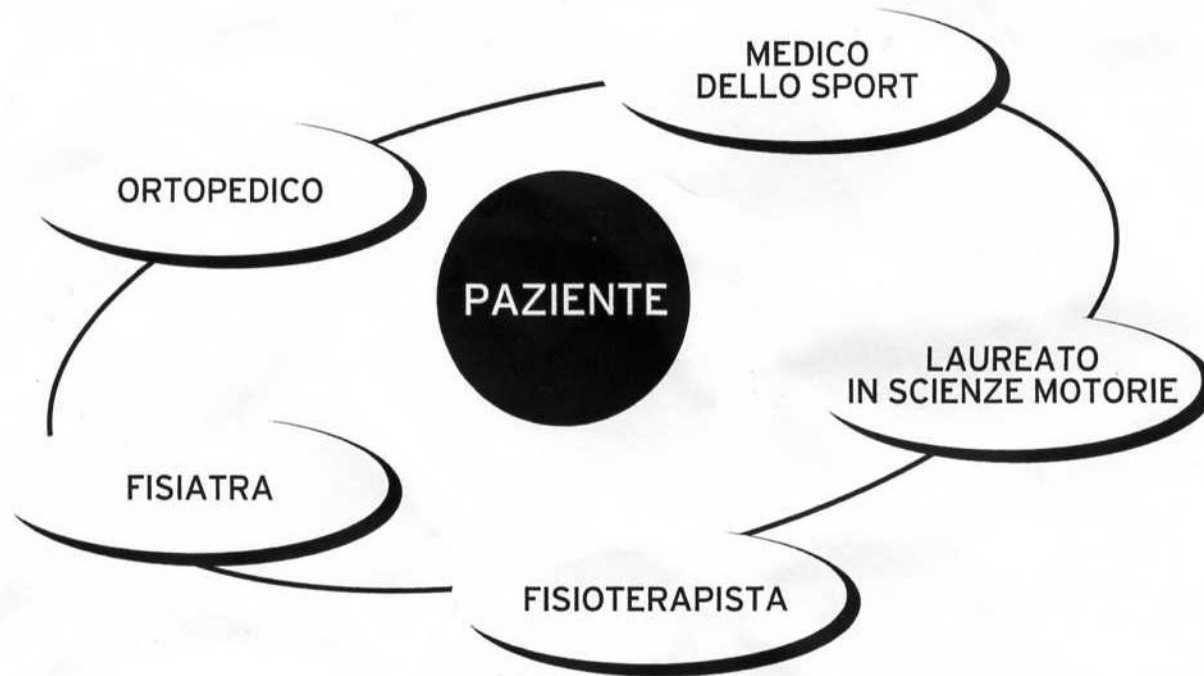 MEDICO
DELLO SPORT
ORTOPEDICO
PAZIENTE
LAUREATO
IN SCIENZE MOTORIE
FISIATRA
FISIOTERAPISTA